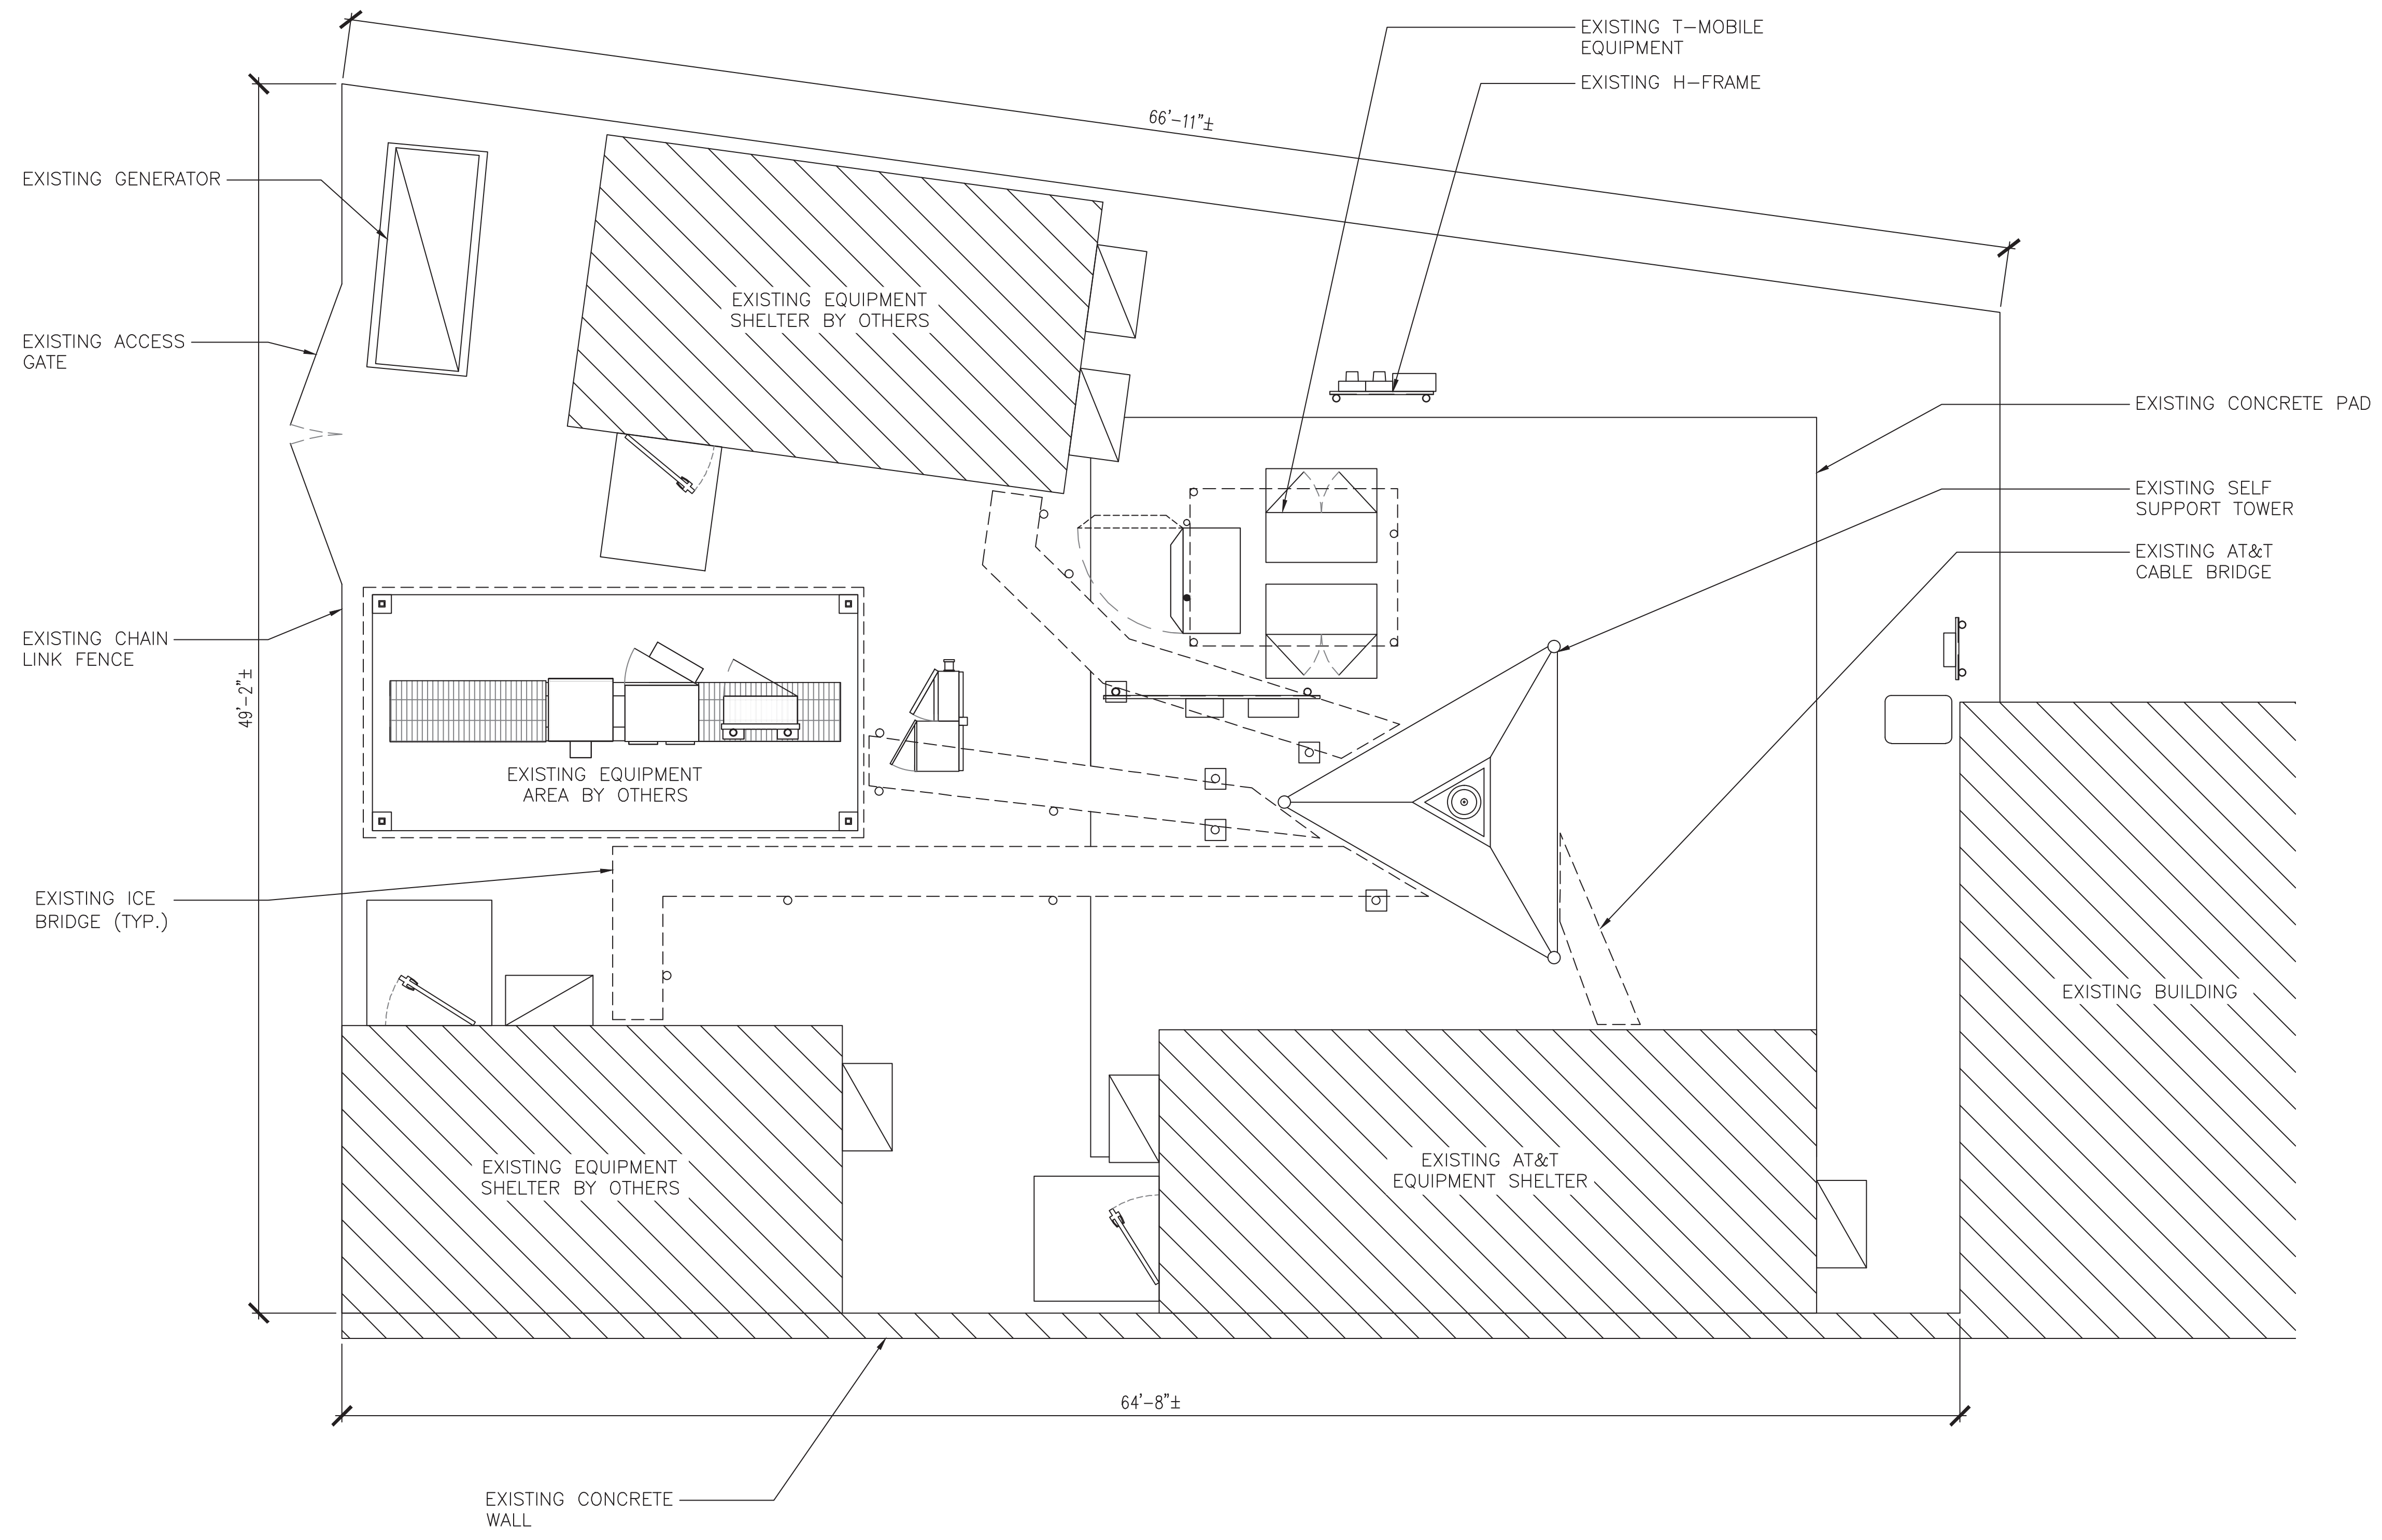 EXISTING T-MOBILE
EQUIPMENT
EXISTING H-FRAME
66'-11"±
EXISTING GENERATOR
EXISTING EQUIPMENT
SHELTER BY OTHERS
EXISTING ACCESS
GATE
EXISTING CONCRETE PAD
EXISTING SELF
SUPPORT TOWER
EXISTING AT&T
CABLE BRIDGE
EXISTING CHAIN
LINK FENCE
49'-2"±
EXISTING EQUIPMENT
AREA BY OTHERS
EXISTING ICE
BRIDGE (TYP.)
EXISTING BUILDING
EXISTING EQUIPMENT
SHELTER BY OTHERS
EXISTING AT&T
EQUIPMENT SHELTER
64'-8"±
EXISTING CONCRETE
WALL